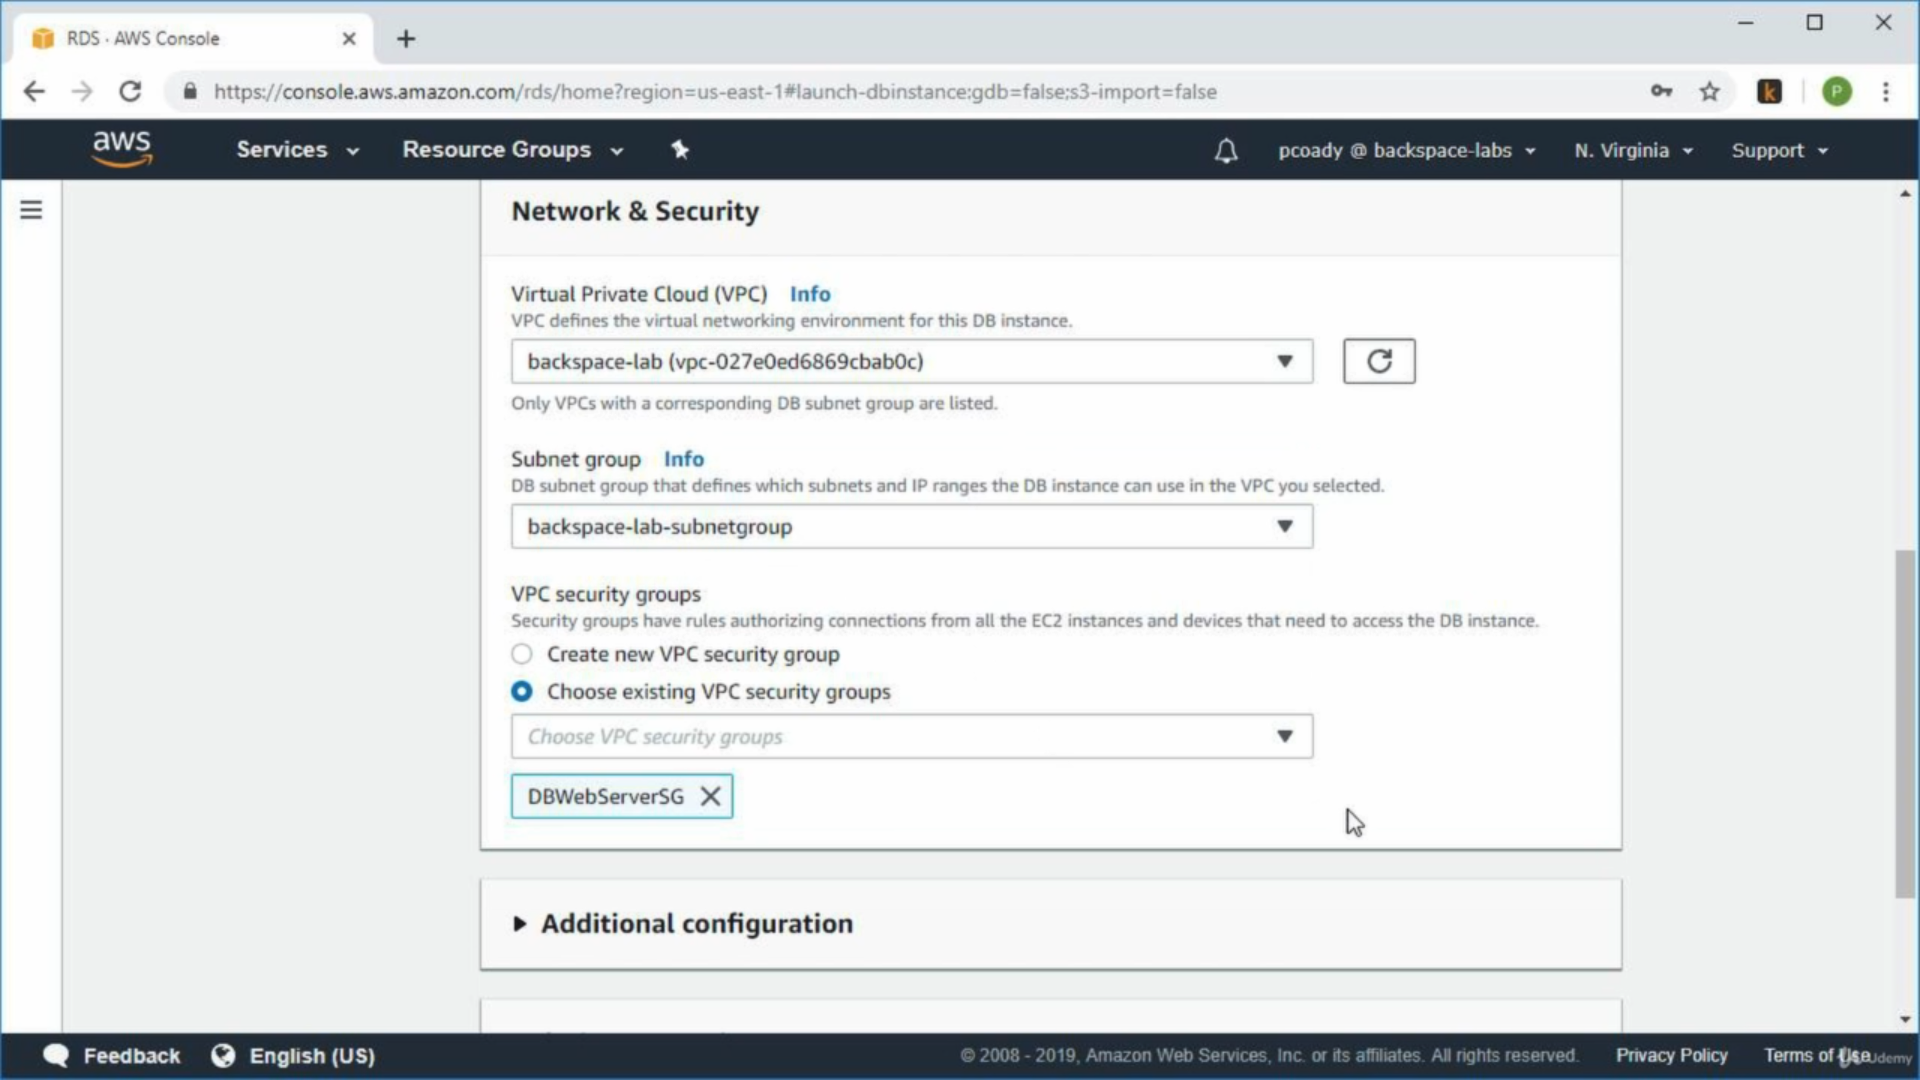 RDS · AWS Console
https://console.aws.amazon.com/rds/home?region=us-east-1#launch-dbinstance:gdb=false;s3-import=false
k
P
aws
Services
Resource Groups
pcoady @ backspace-labs
N. Virginia
Support
Network & Security
Virtual Private Cloud (VPC) Info
VPC defines the virtual networking environment for this DB instance.
backspace-lab (vpc-027e0ed6869cbab0c)
Only VPCs with a corresponding DB subnet group are listed.
Subnet group Info
DB subnet group that defines which subnets and IP ranges the DB instance can use in the VPC you selected.
backspace-lab-subnetgroup
VPC security groups
Security groups have rules authorizing connections from all the EC2 instances and devices that need to access the DB instance.
Create new VPC security group
Choose existing VPC security groups
Choose VPC security groups
DBWebServerSG
Additional configuration
Feedback
English (US)
© 2008 - 2019, Amazon Web Services, Inc. or its affiliates. All rights reserved.
Privacy Policy
Terms of Use
Udemy